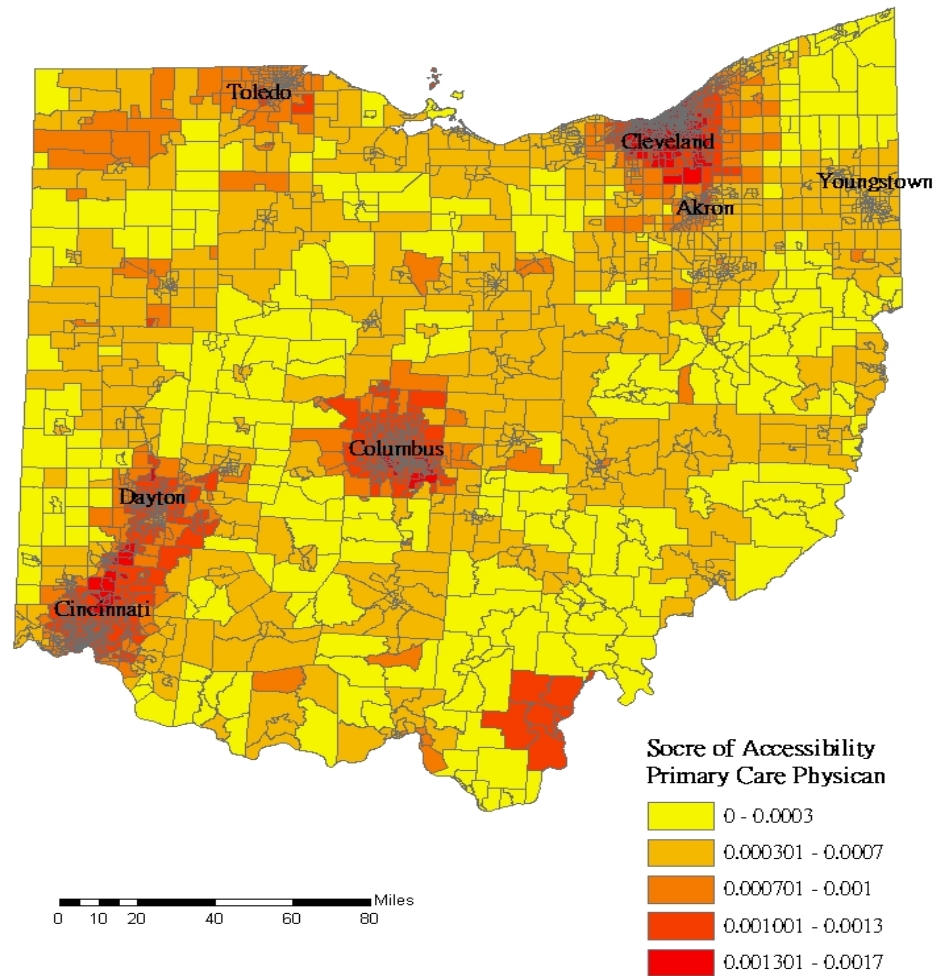 Toledo
Cleveland
Youngstown
Akron
Columbus
Dayton
Cincinnati
Socre of Accessibility
Primary Care Physican
0 - 0.0003
0.000301 - 0.0007
0.000701 - 0.001
0.001001 - 0.0013
0.001301 - 0.0017
Miles
0 10 20 40 60 80